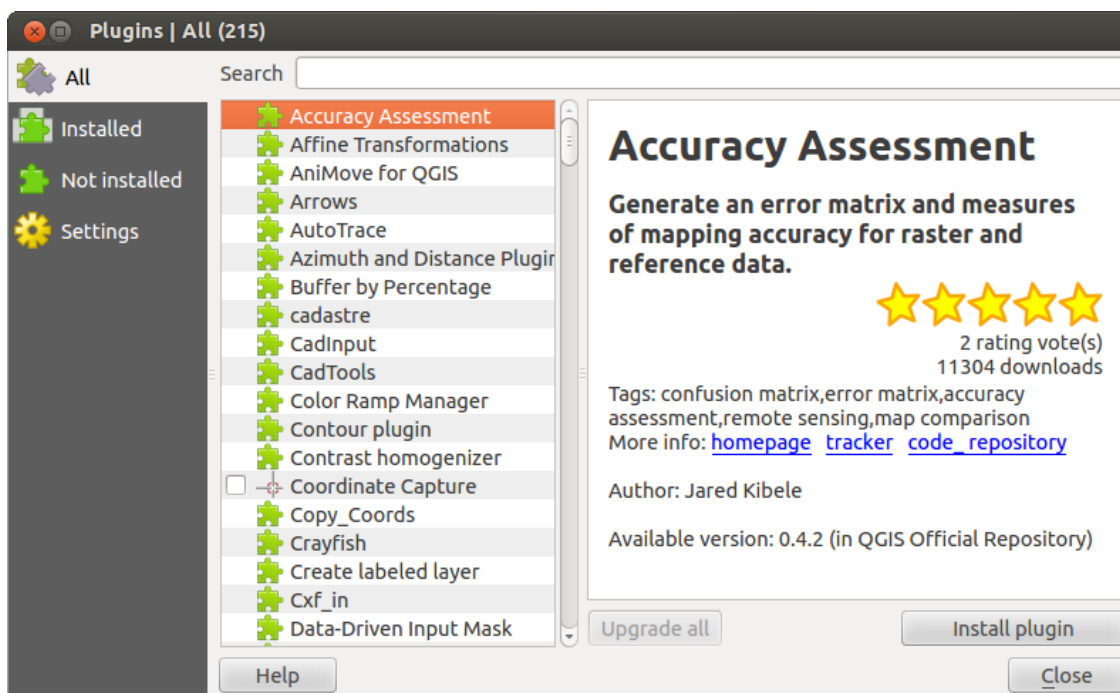 Plugins | All (215)
All
Installed
Not installed
Settings
Search
Accuracy Assessment
Affine Transformations
AniMove for QGIS
Arrows
AutoTrace
Azimuth and Distance Plugin
Buffer by Percentage
cadastre
CadInput
CadTools
Color Ramp Manager
Contour plugin
Contrast homogenizer
Coordinate Capture
Copy_Coords
Crayfish
Create labeled layer
Cxf_in
Data-Driven Input Mask
Accuracy Assessment
Generate an error matrix and measures
of mapping accuracy for raster and
reference data.
2 rating vote(s)
11304 downloads
Tags: confusion matrix,error matrix,accuracy
assessment,remote sensing,map comparison
More info: homepage tracker code_repository
Author: Jared Kibele
Available version: 0.4.2 (in QGIS Official Repository)
Upgrade all
Install plugin
Help
Close